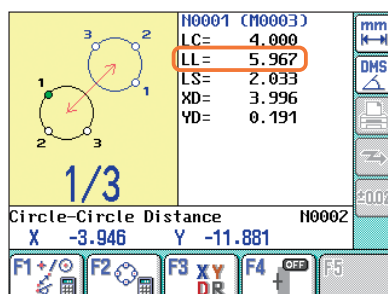 N0001 (M0003)
LC= 4.000
LL= 5.967
LS= 2.033
XD= 3.996
YD= 0.191
3
2
1
1
2
3
1/3
mm
DMS
±0.02
Circle-Circle Distance N0002
X -3.946 Y -11.881
F1 +/⊙
F2
F3 XY DR
F4 OFF
F5